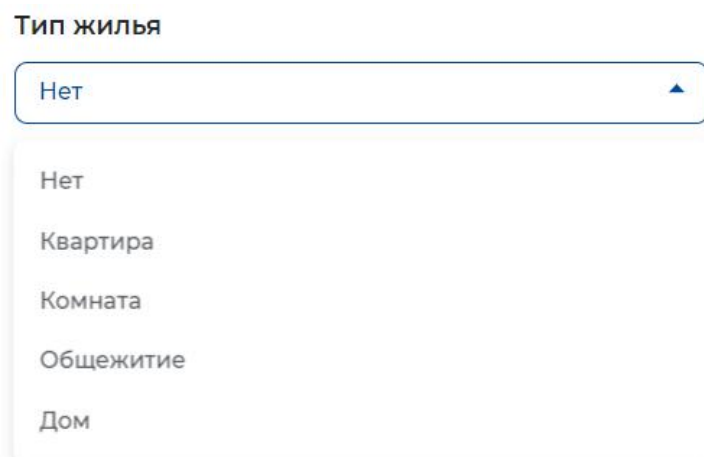 Тип жилья
Нет
Нет
Квартира
Комната
Общежитие
Дом